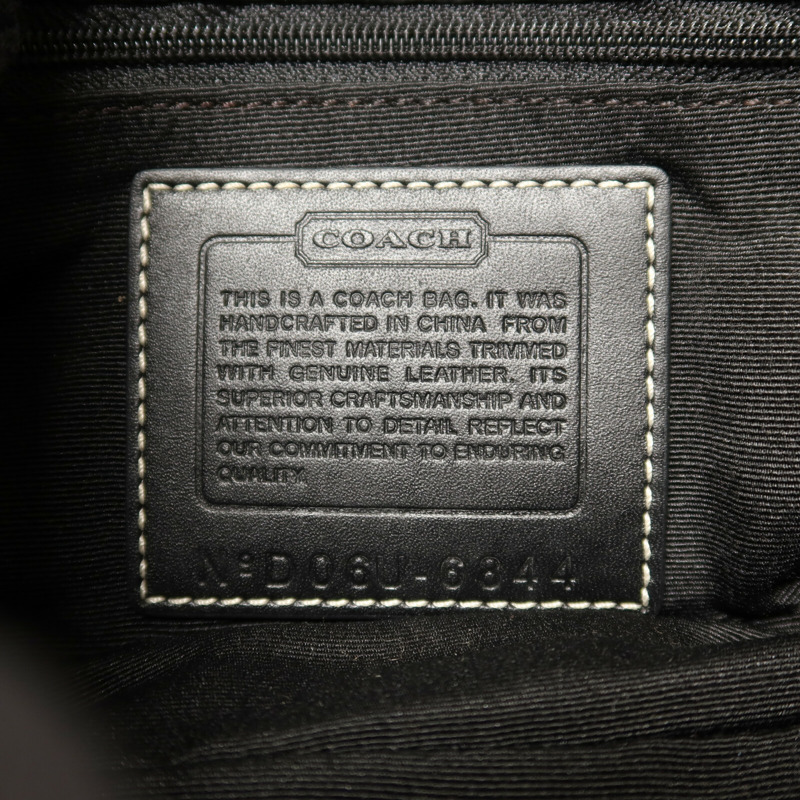 COACH
THIS IS A COACH BAG. IT WAS
HANDCRAFTED IN CHINA FROM
THE FINEST MATERIALS TRIMMED
WITH GENUINE LEATHER. ITS
SUPERIOR CRAFTSMANSHIP AND
ATTENTION TO DETAIL REFLECT
OUR COMMITMENT TO ENDURING
QUALITY.
Nº D06U-6844